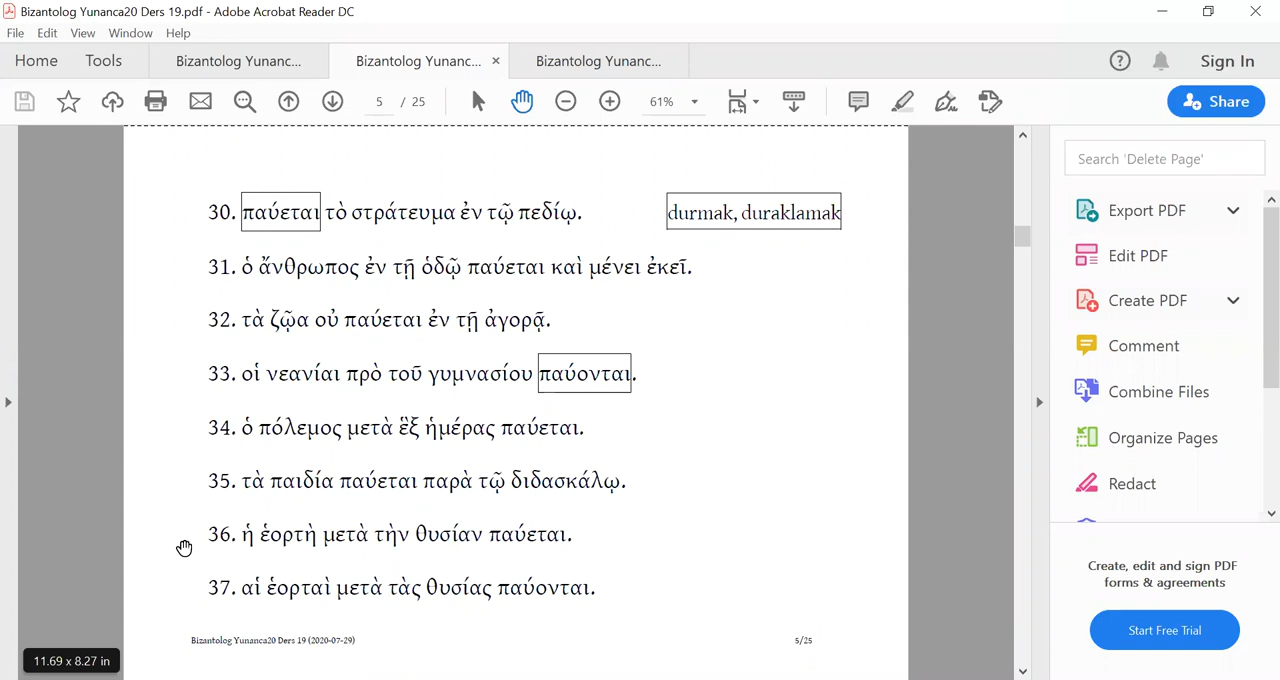 Bizantolog Yunanca20 Ders 19.pdf - Adobe Acrobat Reader DC
File Edit View Window Help
Home Tools Bizantolog Yunanc... Bizantolog Yunanc... × Bizantolog Yunanc... Sign In
5 / 25 61% Share
Search 'Delete Page'
30. παύεται τὸ στράτευμα ἐν τῷ πεδίῳ. durmak, duraklamak
Export PDF
Edit PDF
31. ὁ ἄνθρωπος ἐν τῇ ὁδῷ παύεται καὶ μένει ἐκεῖ.
Create PDF
32. τὰ ζῷα οὐ παύεται ἐν τῇ ἀγορᾷ.
Comment
33. οἱ νεανίαι πρὸ τοῦ γυμνασίου παύονται.
Combine Files
34. ὁ πόλεμος μετὰ ἓξ ἡμέρας παύεται.
Organize Pages
35. τὰ παιδία παύεται παρὰ τῷ διδασκάλῳ.
Redact
36. ἡ ἑορτὴ μετὰ τὴν θυσίαν παύεται.
37. αἱ ἑορταὶ μετὰ τὰς θυσίας παύονται.
Create, edit and sign PDF
forms & agreements
Start Free Trial
Bizantolog Yunanca20 Ders 19 (2020-07-29) 5/25
11.69 x 8.27 in